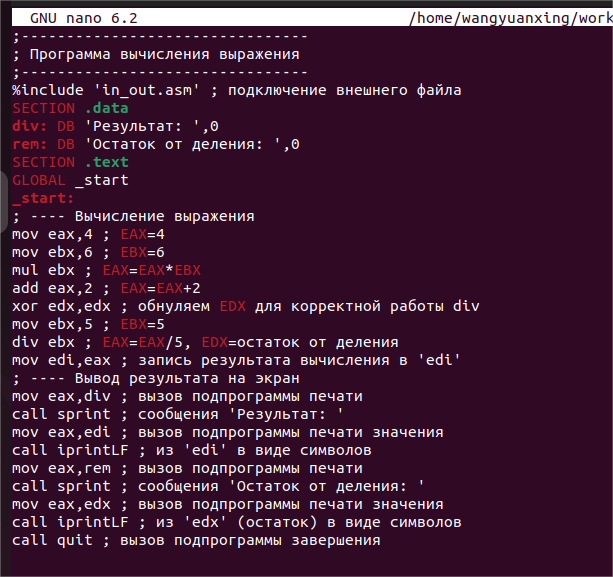 GNU nano 6.2 /home/wangyuanxing/work
;--------------------------------
; Программа вычисления выражения
;--------------------------------
%include 'in_out.asm' ; подключение внешнего файла
SECTION .data
div: DB 'Результат: ',0
rem: DB 'Остаток от деления: ',0
SECTION .text
GLOBAL _start
_start:
; ---- Вычисление выражения
mov eax,4 ; EAX=4
mov ebx,6 ; EBX=6
mul ebx ; EAX=EAX*EBX
add eax,2 ; EAX=EAX+2
xor edx,edx ; обнуляем EDX для корректной работы div
mov ebx,5 ; EBX=5
div ebx ; EAX=EAX/5, EDX=остаток от деления
mov edi,eax ; запись результата вычисления в 'edi'
; ---- Вывод результата на экран
mov eax,div ; вызов подпрограммы печати
call sprint ; сообщения 'Результат: '
mov eax,edi ; вызов подпрограммы печати значения
call iprintLF ; из 'edi' в виде символов
mov eax,rem ; вызов подпрограммы печати
call sprint ; сообщения 'Остаток от деления: '
mov eax,edx ; вызов подпрограммы печати значения
call iprintLF ; из 'edx' (остаток) в виде символов
call quit ; вызов подпрограммы завершения